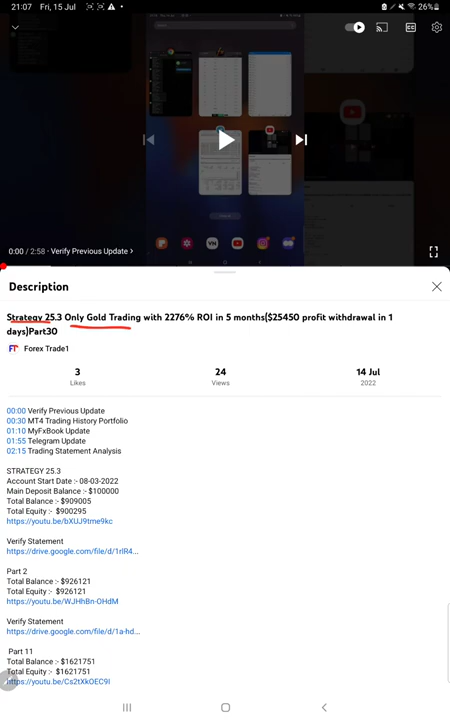 21:07 Fri, 15 Jul
26%
0:00 / 2:58 · Verify Previous Update >
Description
Strategy 25.3 Only Gold Trading with 2276% ROI in 5 months($25450 profit withdrawal in 1
days)Part30
FT Forex Trade1
3 24 14 Jul
Likes Views 2022
00:00 Verify Previous Update
00:30 MT4 Trading History Portfolio
01:10 MyFxBook Update
01:55 Telegram Update
02:15 Trading Statement Analysis
STRATEGY 25.3
Account Start Date :- 08-03-2022
Main Deposit Balance :- $100000
Total Balance :- $909005
Total Equity :- $900295
https://youtu.be/bXUJ9tme9kc
Verify Statement
https://drive.google.com/file/d/1rlR4...
Part 2
Total Balance :- $926121
Total Equity :- $926121
https://youtu.be/WJHhBn-OHdM
Verify Statement
https://drive.google.com/file/d/1a-hd...
Part 11
Total Balance :- $1621751
Total Equity :- $1621751
https://youtu.be/Cs2tXkOEC9I